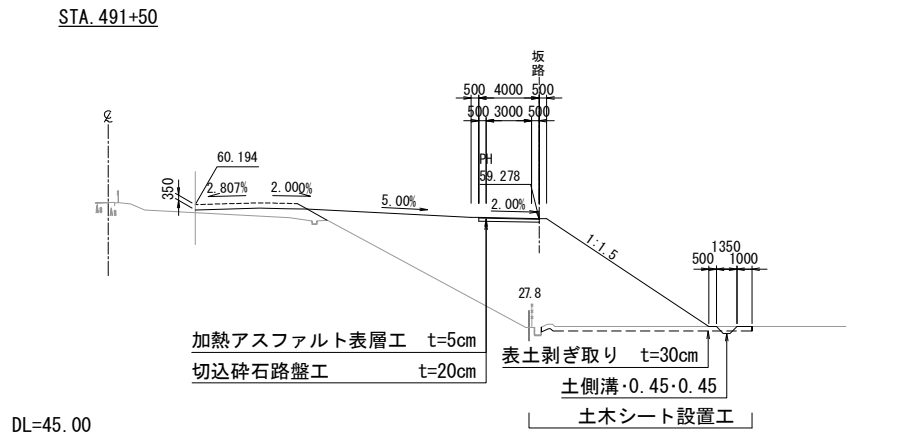 STA.491+50
坂路
500 4000 500
500 3000 500
℄
60.194
PH
59.278
350
2.807%
2.000%
5.00%
2.00%
1:1.5
1350
500 1000
27.8
加熱アスファルト表層工 t=5cm
切込砕石路盤工 t=20cm
表土剥ぎ取り t=30cm
土側溝･0.45･0.45
土木シート設置工
DL=45.00